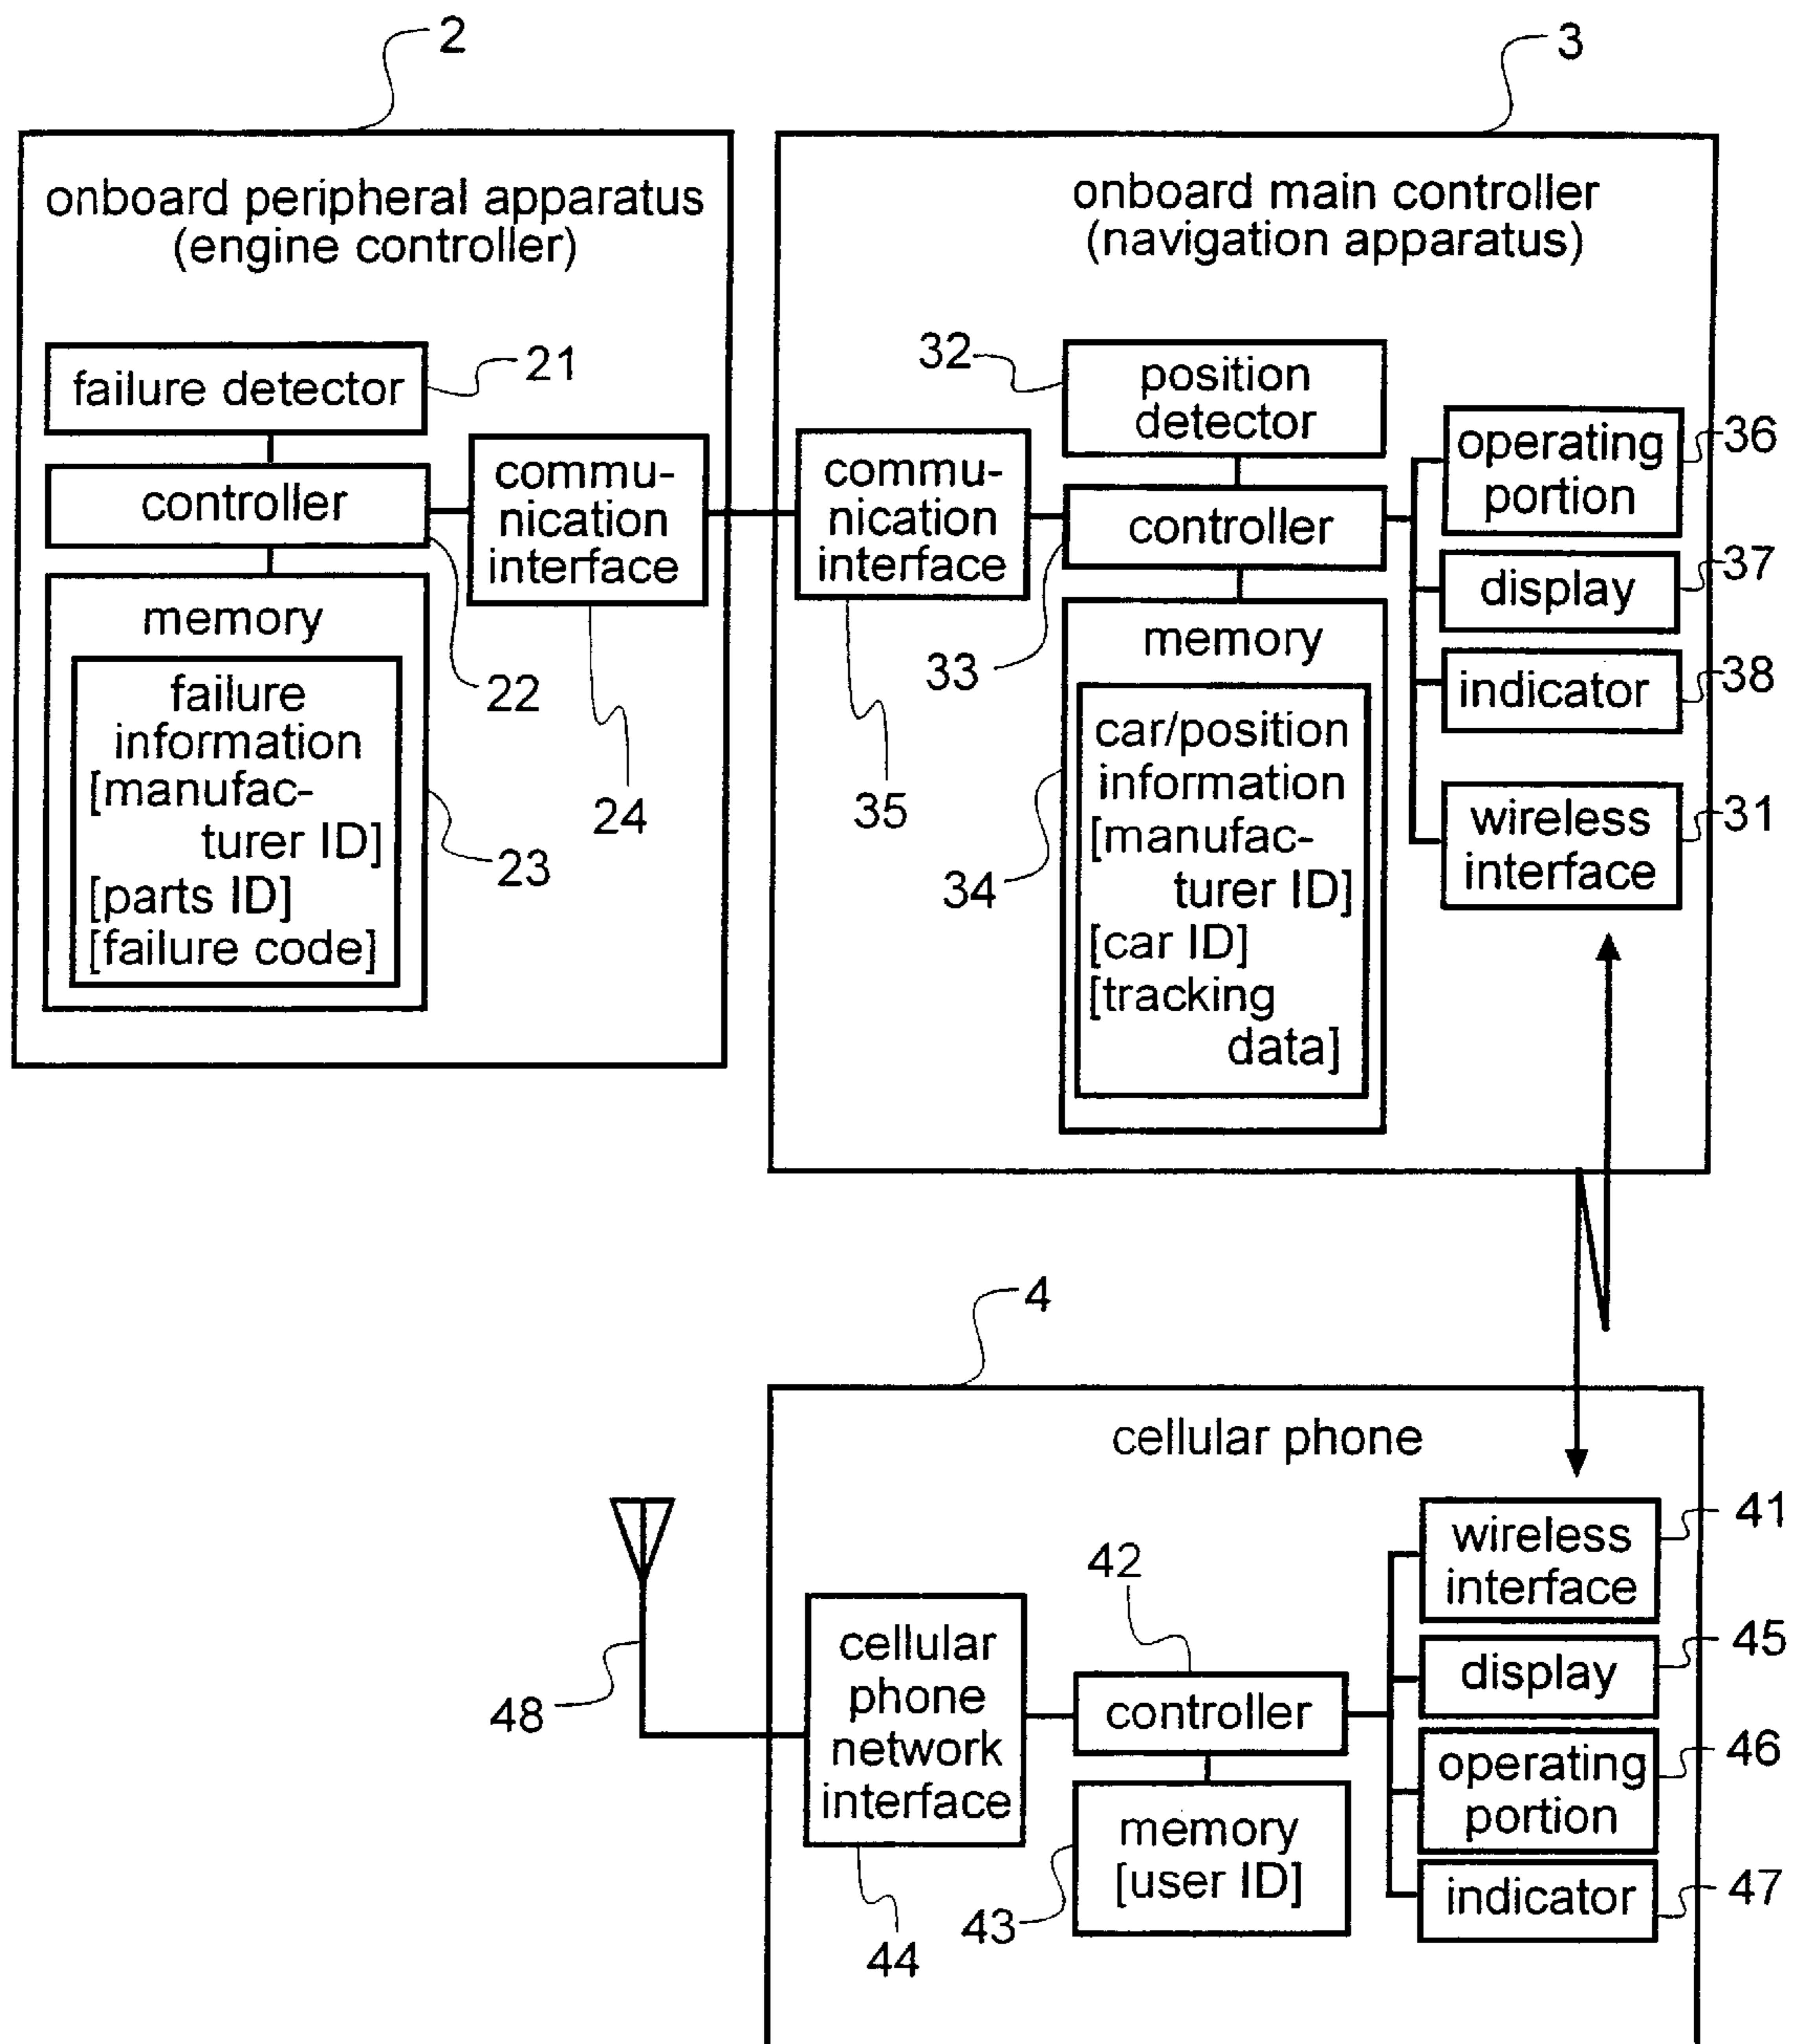 2
3
onboard peripheral apparatus
(engine controller)
failure detector
21
controller
22
commu-
nication
interface
24
memory
failure
information
[manufac-
turer ID]
[parts ID]
[failure code]
23
onboard main controller
(navigation apparatus)
32
position
detector
commu-
nication
interface
35
controller
33
memory
car/position
information
[manufac-
turer ID]
[car ID]
[tracking
data]
34
operating
portion
36
display
37
indicator
38
wireless
interface
31
4
cellular phone
48
cellular
phone
network
interface
44
42
controller
memory
[user ID]
43
wireless
interface
41
display
45
operating
portion
46
indicator
47